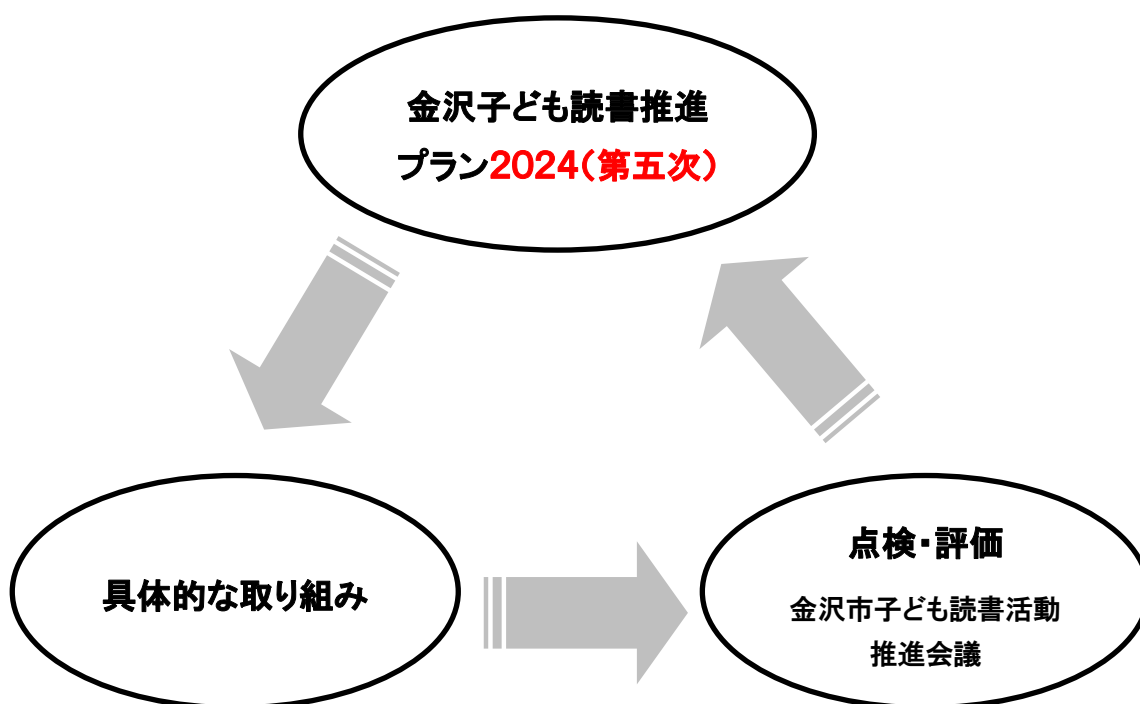 金沢子ども読書推進
プラン2024(第五次)
具体的な取り組み
点検・評価
金沢市子ども読書活動
推進会議